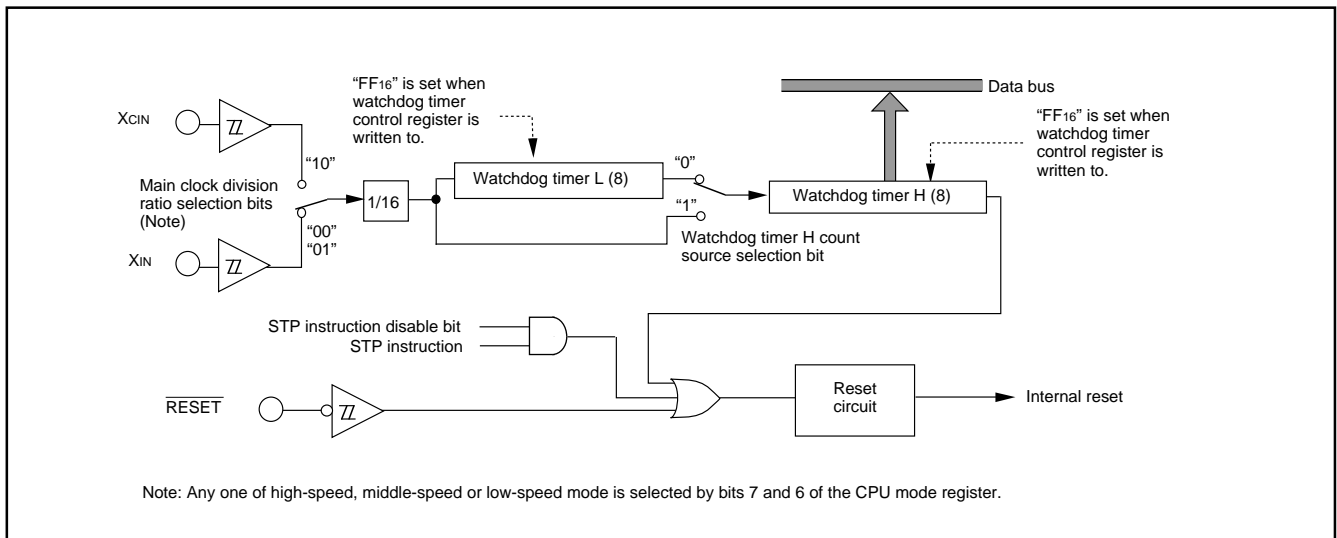 “FF16” is set when
watchdog timer
control register is
written to.
Data bus
“FF16” is set when
watchdog timer
control register is
written to.
XCIN
“10”
Main clock division
ratio selection bits
(Note)
1/16
Watchdog timer L (8)
“0”
Watchdog timer H (8)
“1”
“00”
“01”
Watchdog timer H count
source selection bit
XIN
STP instruction disable bit
STP instruction
RESET
Reset
circuit
Internal reset
Note: Any one of high-speed, middle-speed or low-speed mode is selected by bits 7 and 6 of the CPU mode register.